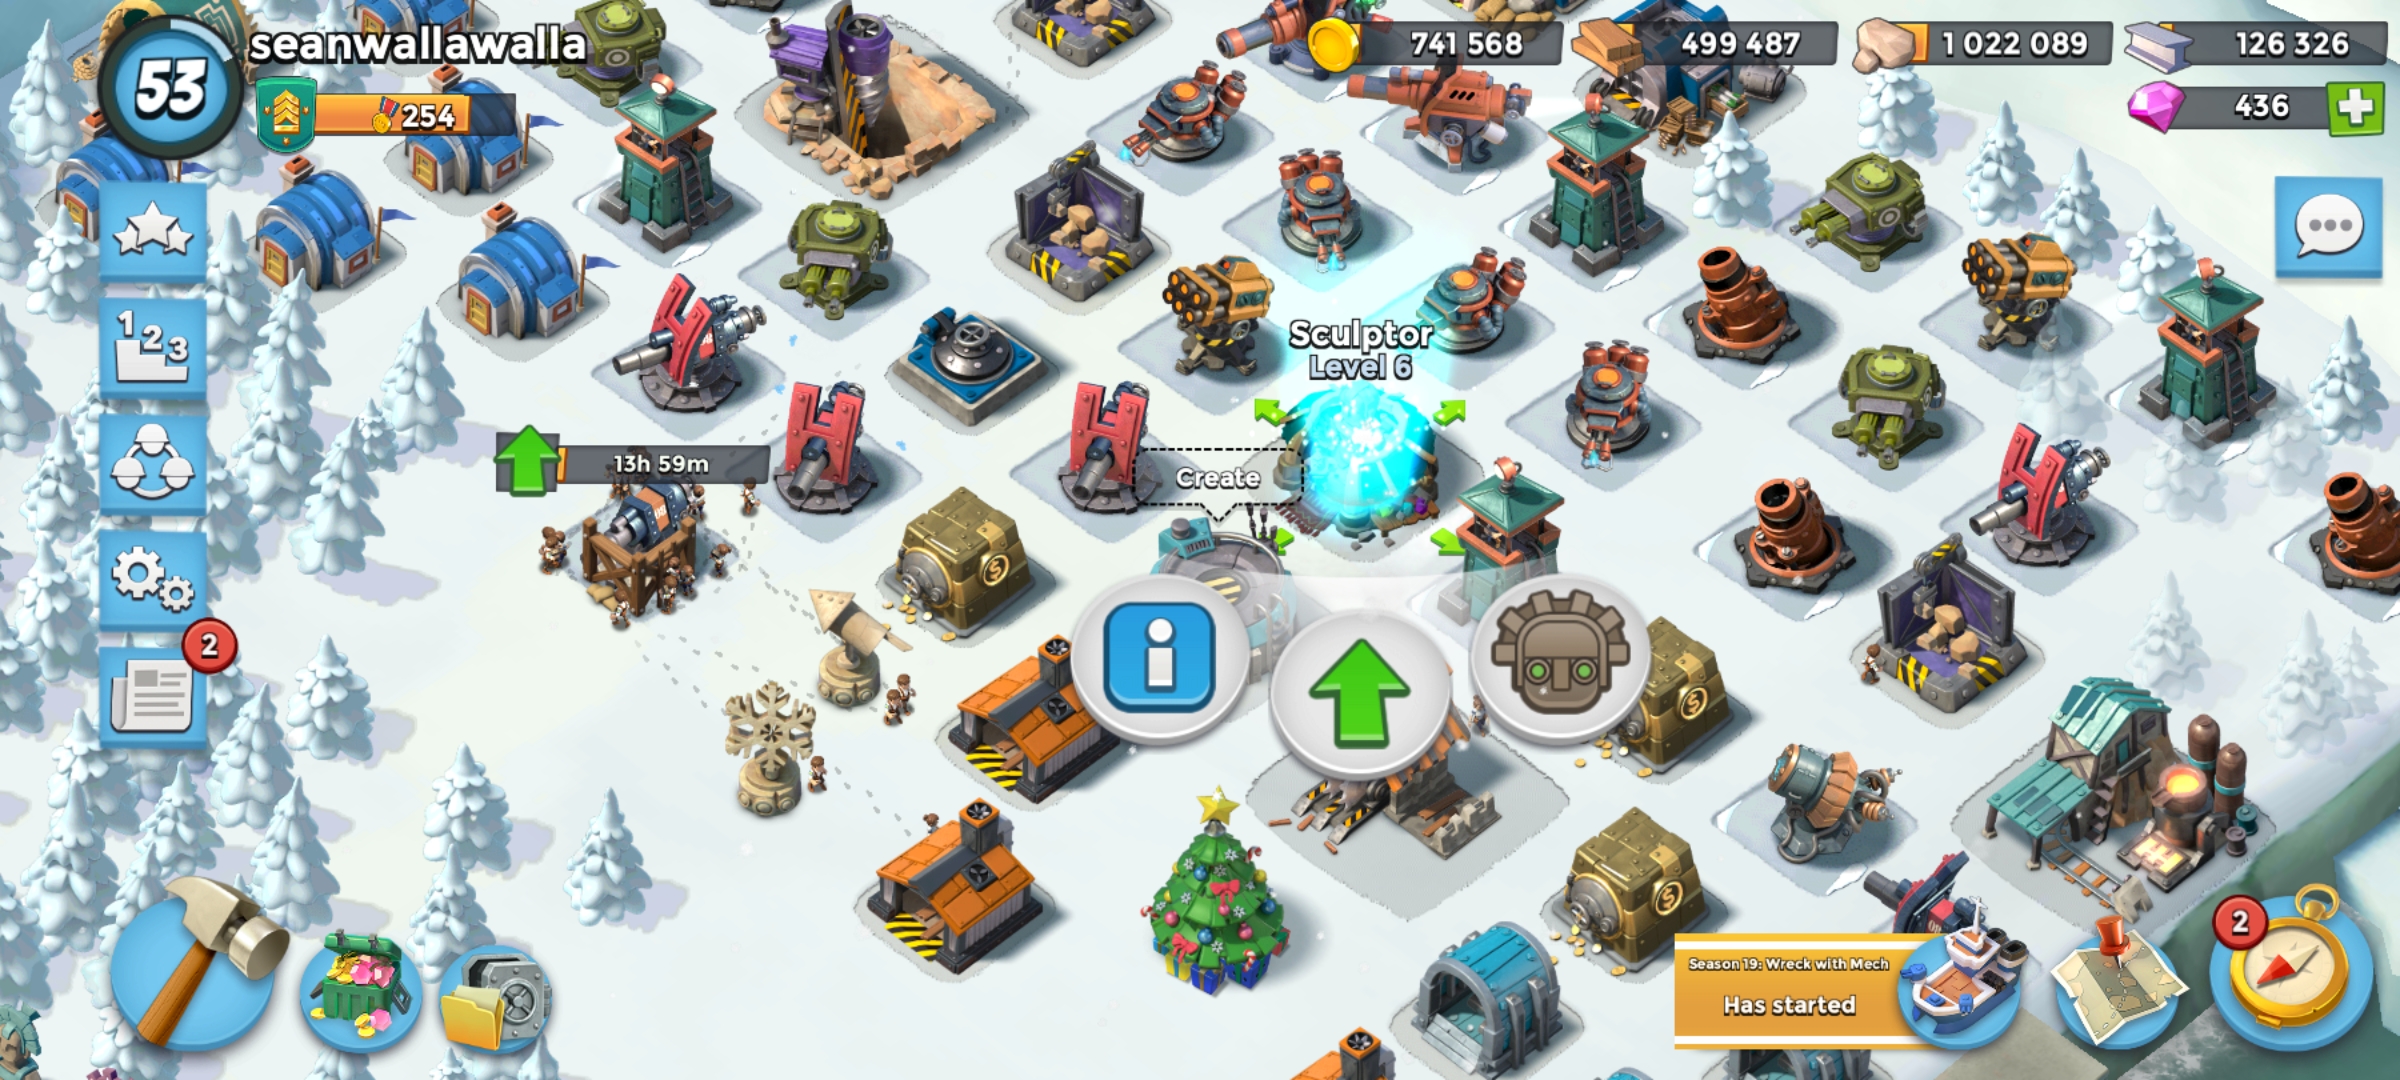 53
seanwallawalla
254
741 568
499 487
1 022 089
126 326
436
123
Sculptor
Level 6
13h 59m
Create
2
2
Season 19: Wreck with Mech
Has started